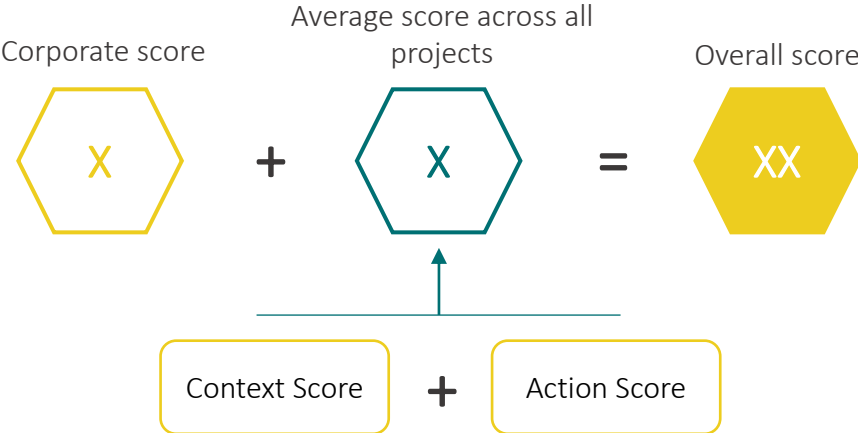 Average score across all
projects
Corporate score
Overall score
X + X = XX
Context Score + Action Score